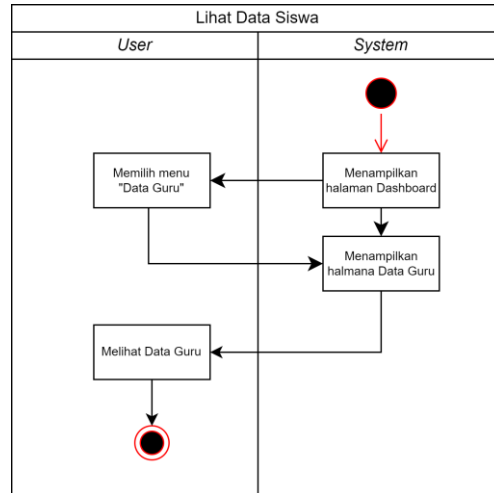 Lihat Data Siswa
User
System
Memilih menu
"Data Guru"
Menampilkan
halaman Dashboard
Menampilkan
halmana Data Guru
Melihat Data Guru